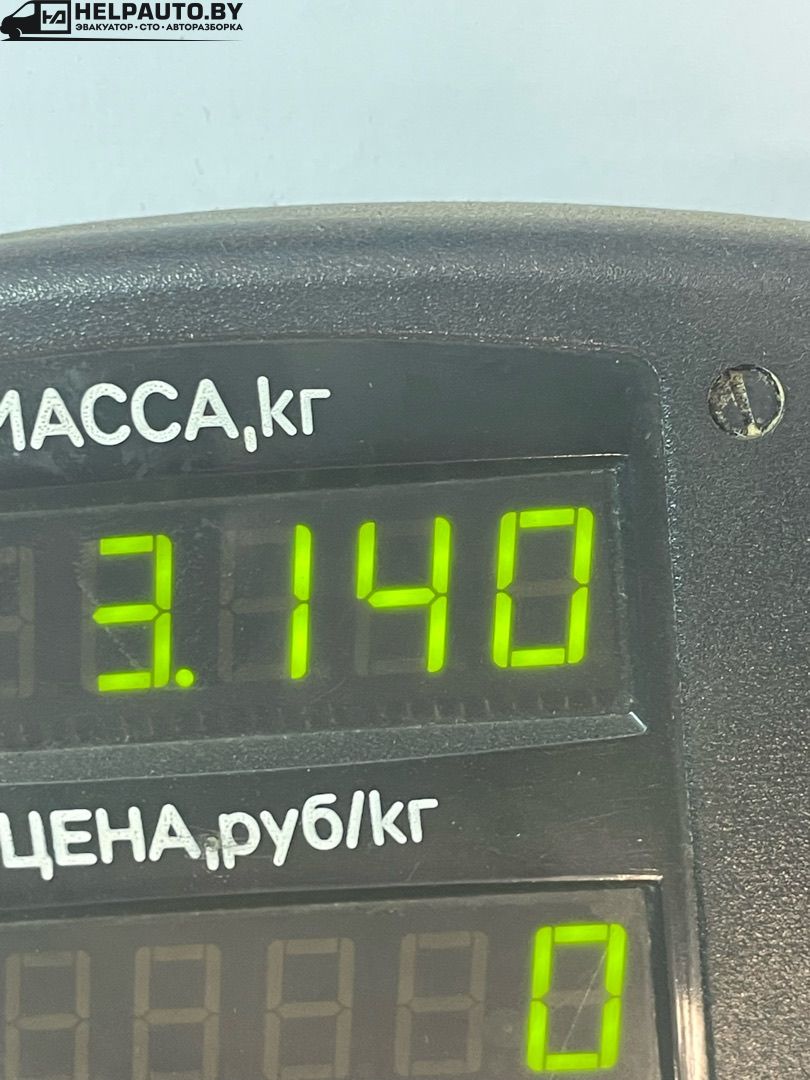 HELPAUTO.BY
ЭВАКУАТОР • СТО • АВТОРАЗБОРКА
МАССА,кг
3.140
ЦЕНА,руб/кг
0